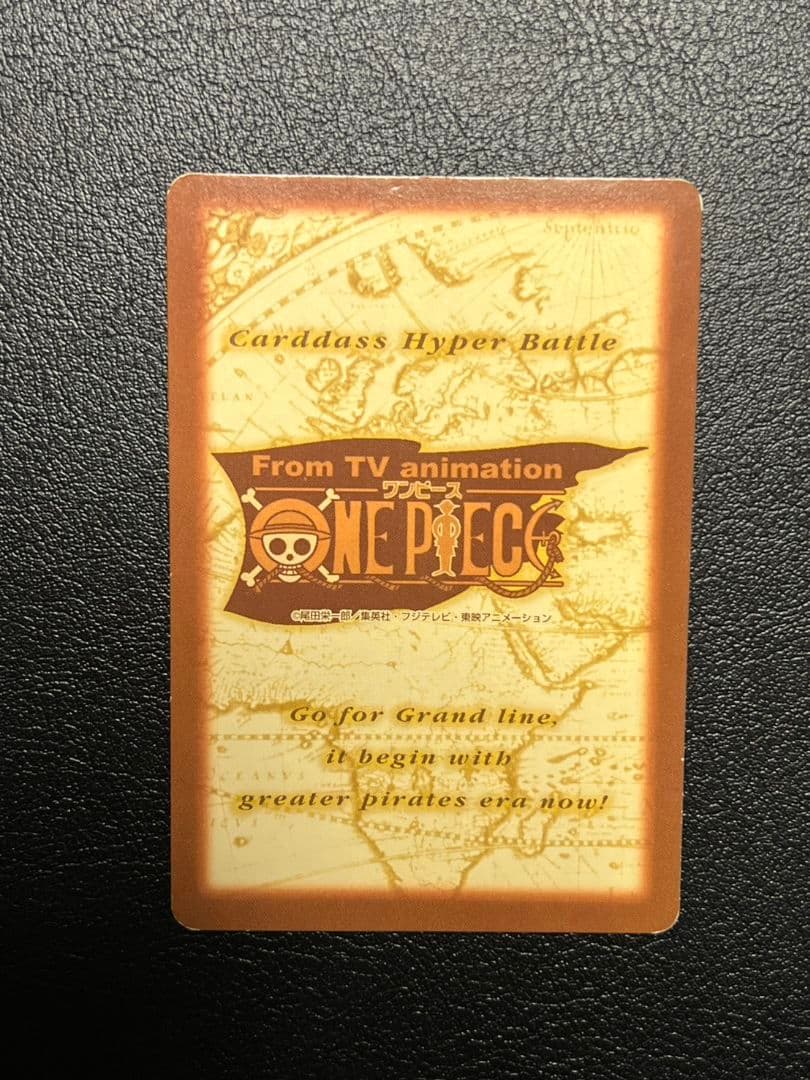 Septentrio
Carddass Hyper Battle
From TV animation
ワンピース
ONE PIECE
©尾田栄一郎／集英社・フジテレビ・東映アニメーション
Go for Grand line,
it begin with
greater pirates era now!